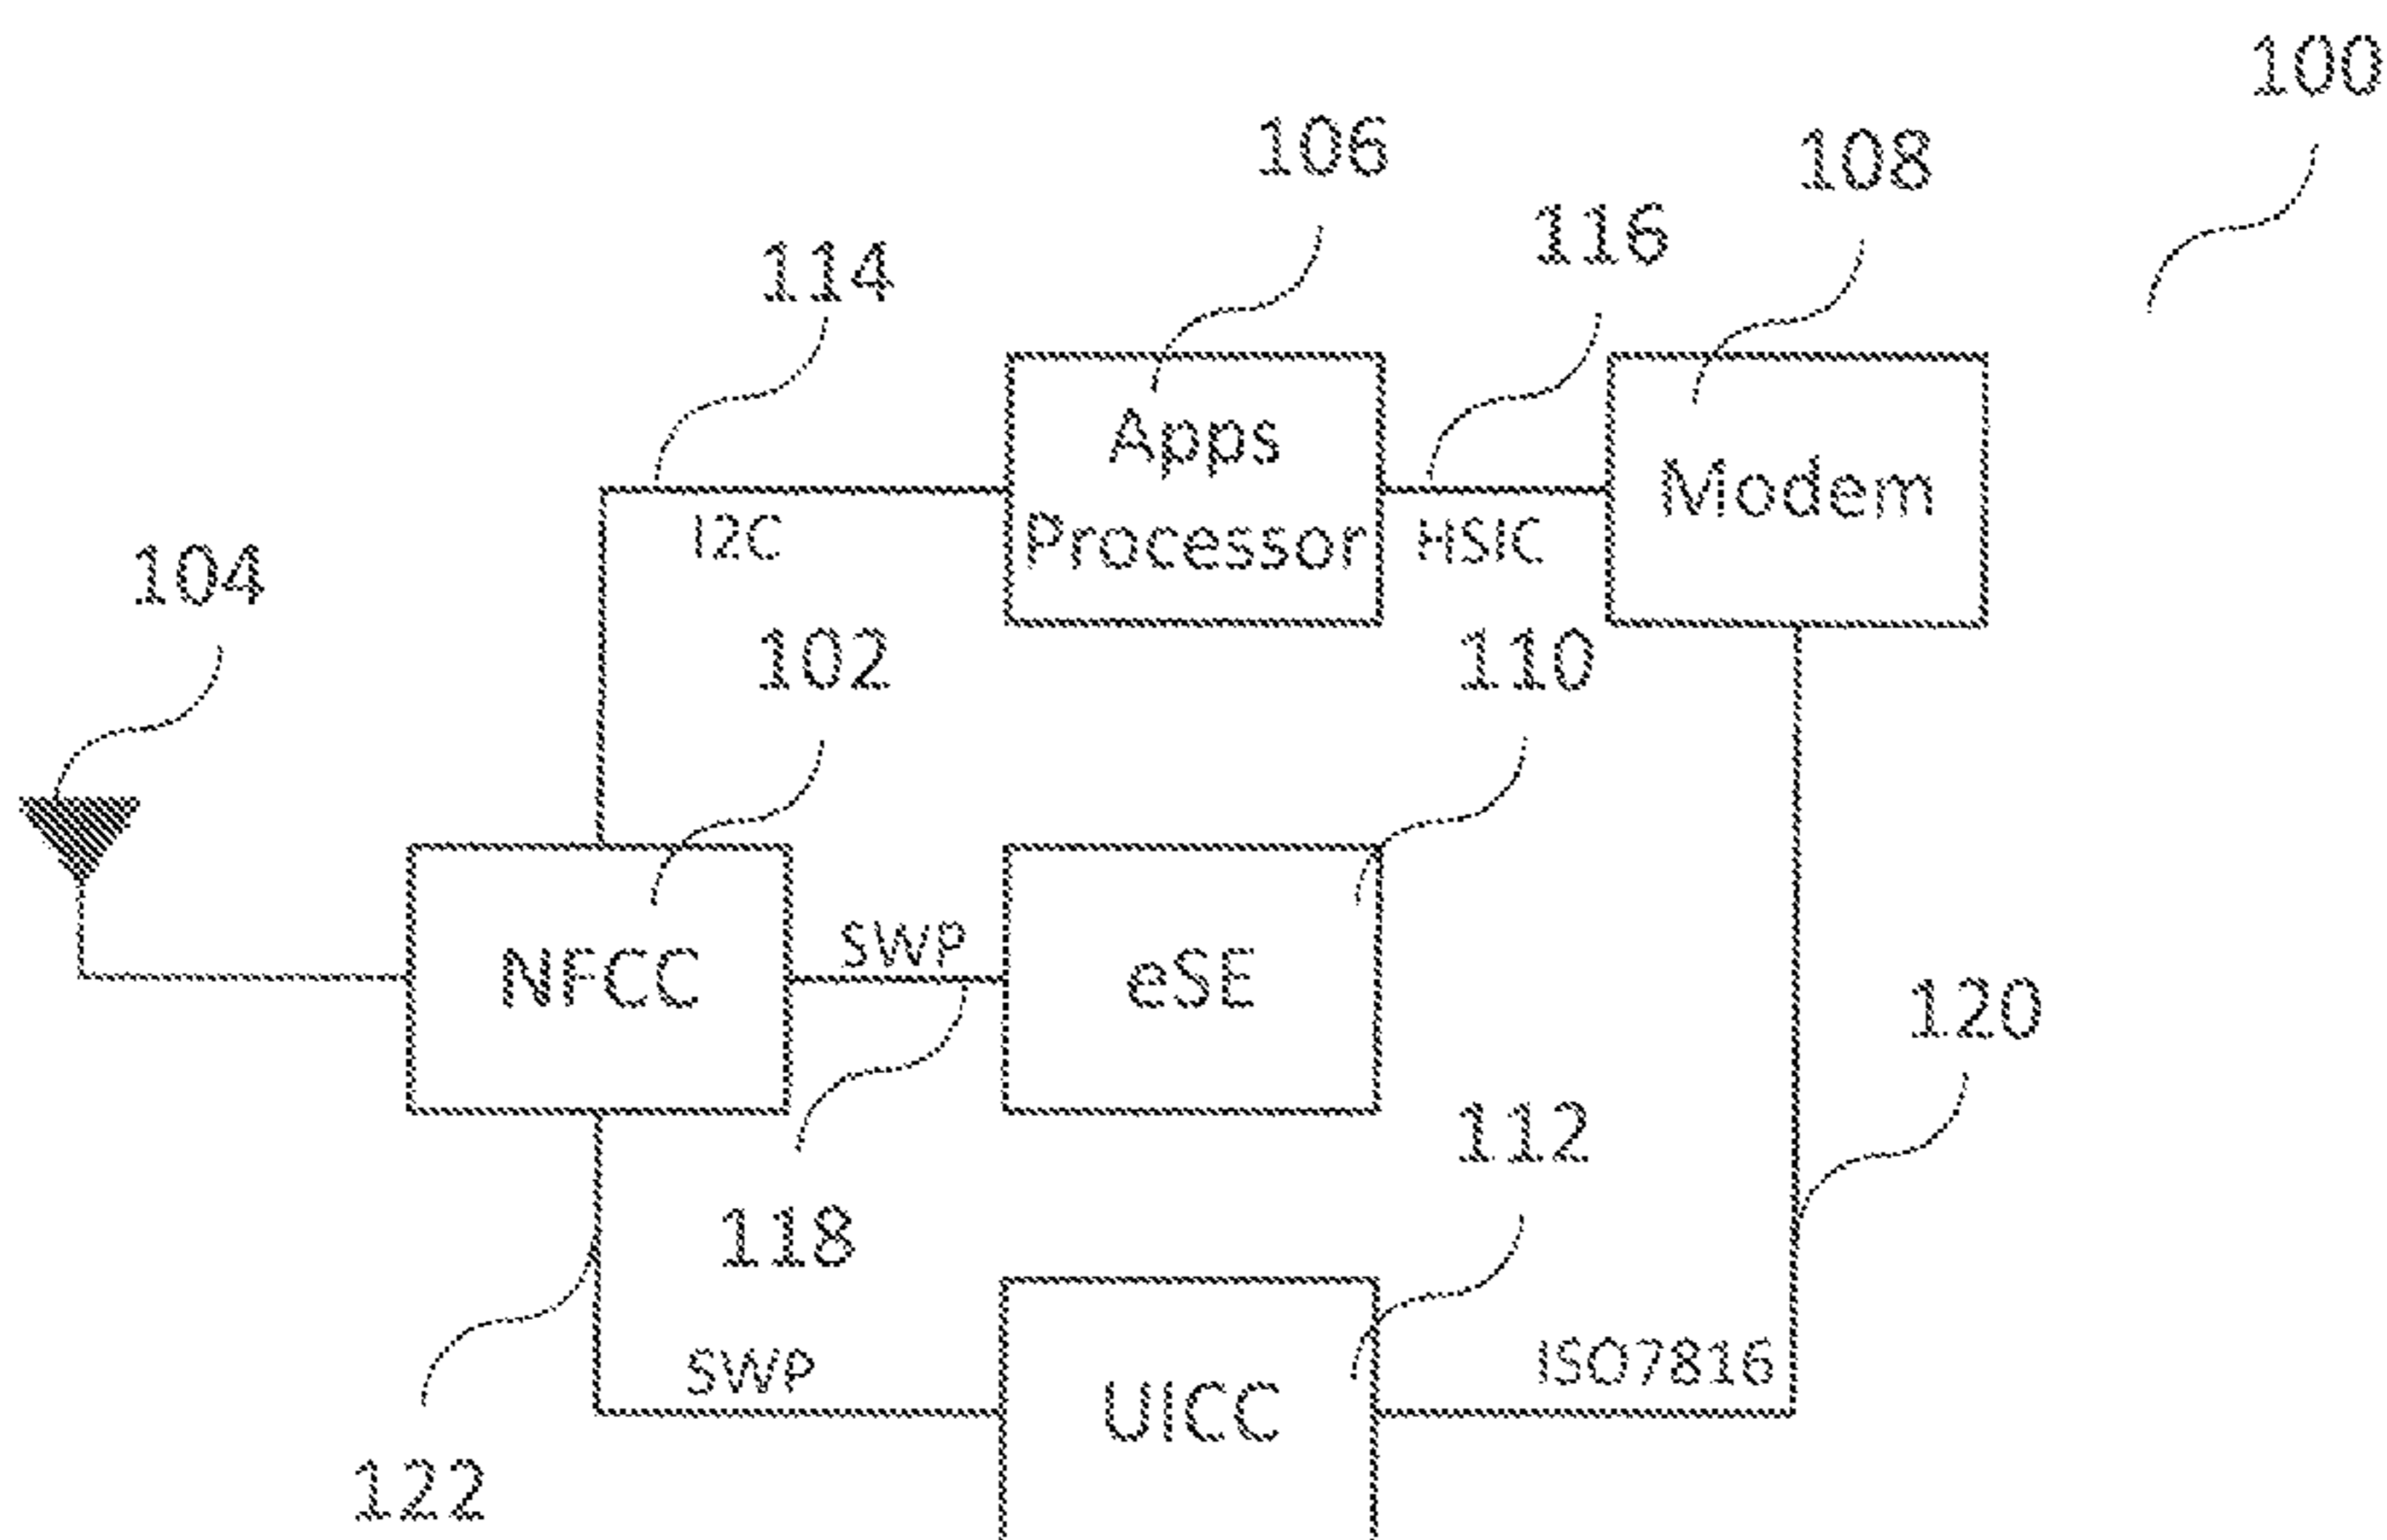 100
106
108
116
114
Apps
Processor
Modem
I2C
HSIC
104
102
110
SWP
NFCC
eSE
120
112
118
SWP
ISO7816
UICC
122